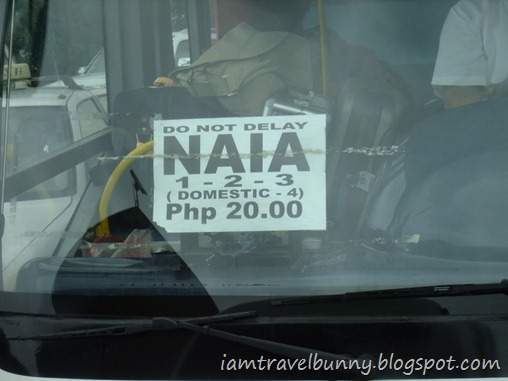 DO NOT DELAY
NAIA
1 - 2 - 3
( DOMESTIC - 4)
Php 20.00
iamtravelbunny.blogspot.com